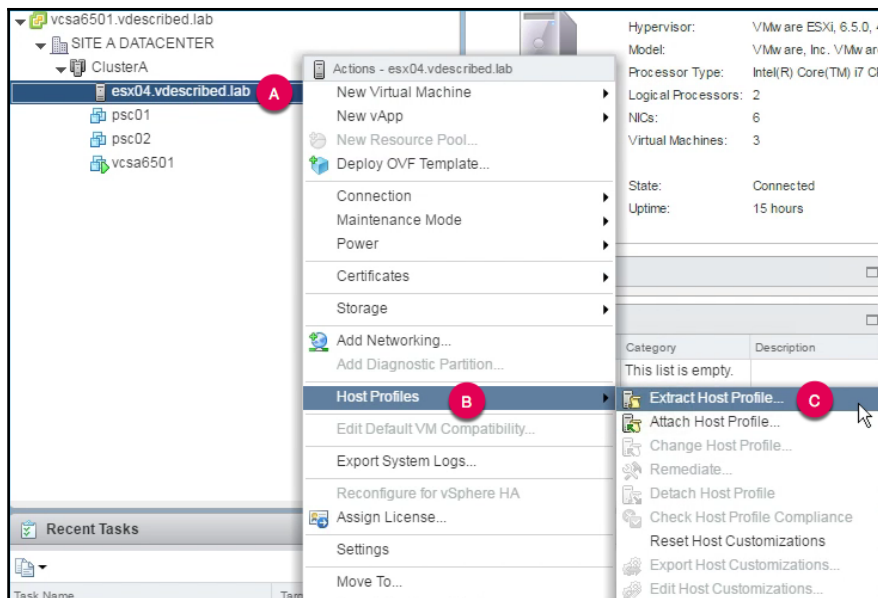 vcsa6501.vdescribed.lab
SITE A DATACENTER
ClusterA
esx04.vdescribed.lab
A
psc01
psc02
vcsa6501
Actions - esx04.vdescribed.lab
New Virtual Machine
New vApp
New Resource Pool...
Deploy OVF Template...
Connection
Maintenance Mode
Power
Certificates
Storage
Add Networking...
Add Diagnostic Partition...
Host Profiles
B
Edit Default VM Compatibility...
Export System Logs...
Reconfigure for vSphere HA
Assign License...
Settings
Move To...
Hypervisor: VMware ESXi, 6.5.0,
Model: VMware, Inc.
Processor Type: Intel(R) Core(TM) i7
Logical Processors: 2
NICs: 6
Virtual Machines: 3
State: Connected
Uptime: 15 hours
Category Description
This list is empty.
Extract Host Profile...
C
Attach Host Profile...
Change Host Profile...
Remediate...
Detach Host Profile
Check Host Profile Compliance
Reset Host Customizations
Export Host Customizations...
Edit Host Customizations...
Recent Tasks
Task Name